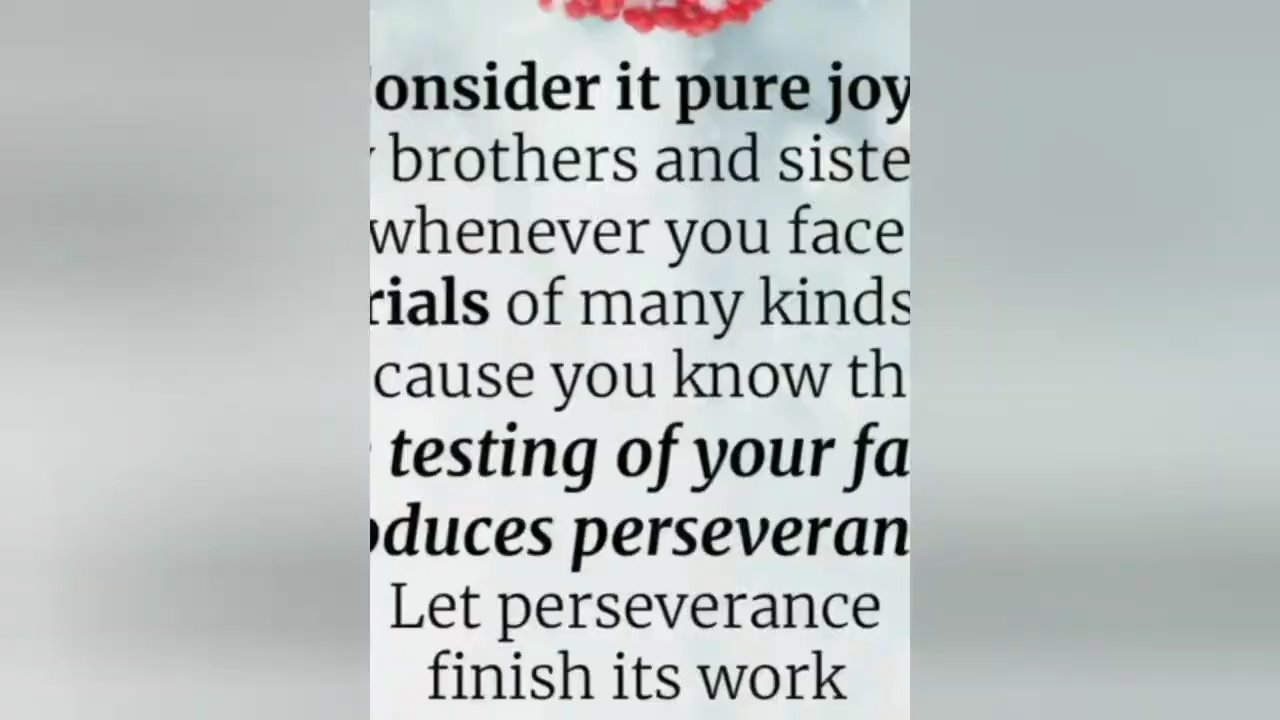 onsider it pure joy
brothers and siste
whenever you face
rials of many kinds
cause you know th
testing of your fa
oduces perseveran
Let perseverance
finish its work